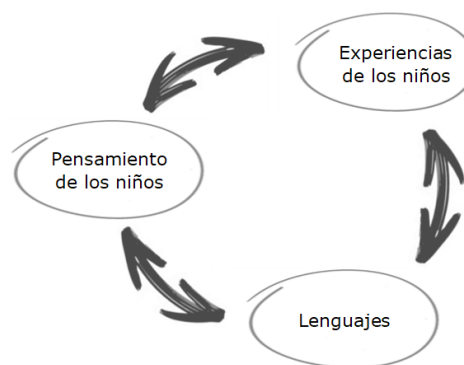 Experiencias
de los niños
Pensamiento
de los niños
Lenguajes